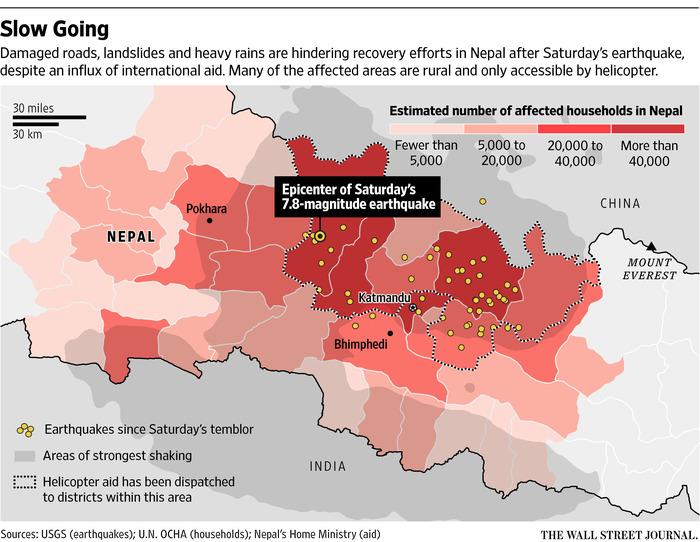 Slow Going
Damaged roads, landslides and heavy rains are hindering recovery efforts in Nepal after Saturday's earthquake,
despite an influx of international aid. Many of the affected areas are rural and only accessible by helicopter.
30 miles
30 km
Estimated number of affected households in Nepal
Fewer than
5,000
5,000 to
20,000
20,000 to
40,000
More than
40,000
Epicenter of Saturday's
7.8-magnitude earthquake
Pokhara
NEPAL
CHINA
MOUNT
EVEREST
Katmandu
Bhimphedi
INDIA
Earthquakes since Saturday's temblor
Areas of strongest shaking
Helicopter aid has been dispatched
to districts within this area
Sources: USGS (earthquakes); U.N. OCHA (households); Nepal's Home Ministry (aid)
THE WALL STREET JOURNAL.